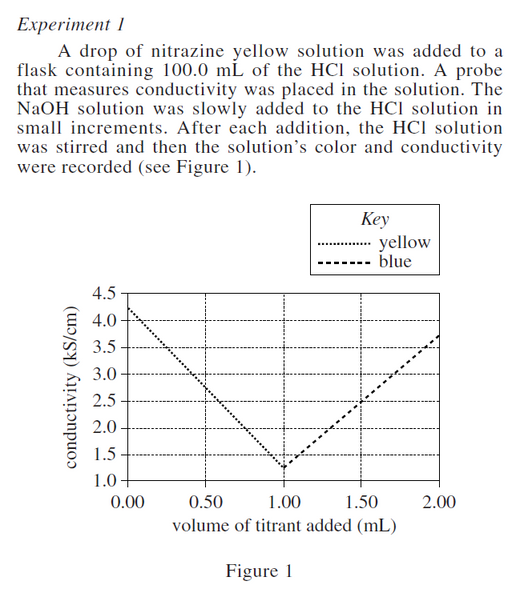 Experiment 1
A drop of nitrazine yellow solution was added to a
flask containing 100.0 mL of the HCl solution. A probe
that measures conductivity was placed in the solution. The
NaOH solution was slowly added to the HCl solution in
small increments. After each addition, the HCl solution
was stirred and then the solution's color and conductivity
were recorded (see Figure 1).
Key
yellow
blue
conductivity (kS/cm)
4.5
4.0
3.5
3.0
2.5
2.0
1.5
1.0
0.00 0.50 1.00 1.50 2.00
volume of titrant added (mL)
Figure 1